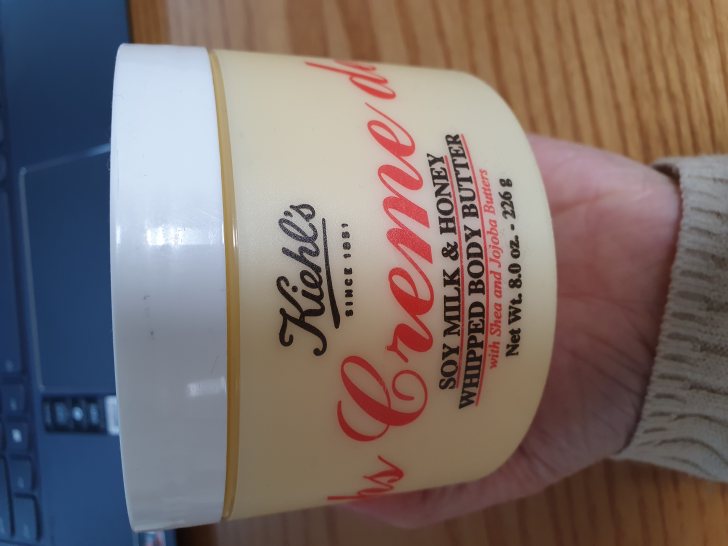 Kiehl's
SINCE 1851
Creme d
SOY MILK & HONEY
WHIPPED BODY BUTTER
with Shea and Jojoba Butters
Net Wt. 8.0 oz. - 226 g